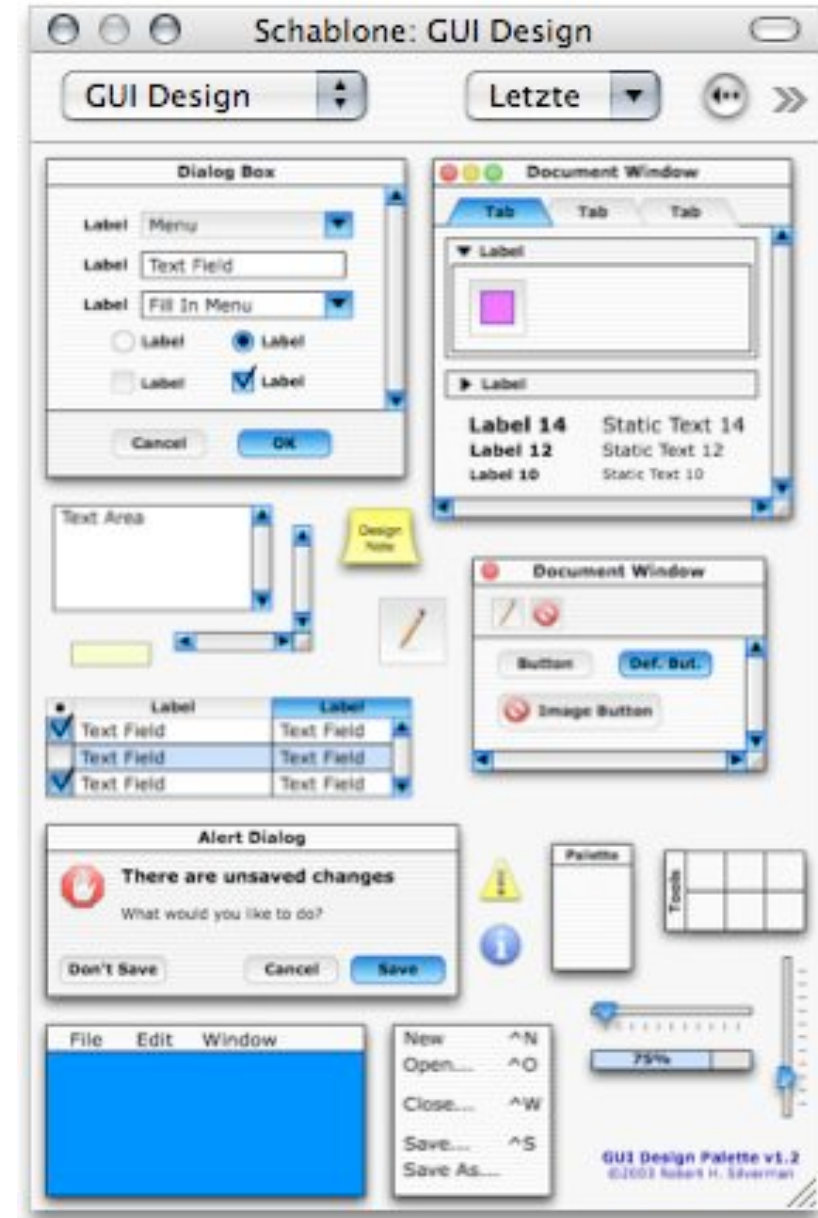 Schablone: GUI Design
GUI Design
Letzte
Dialog Box
Label Menu
Label Text Field
Label Fill In Menu
Label Label
Label Label
Cancel OK
Document Window
Tab Tab Tab
Label
Label
Label 14 Static Text 14
Label 12 Static Text 12
Label 10 Static Text 10
Text Area
Design
Note
Document Window
Button Def. But.
Image Button
Label Label
Text Field Text Field
Text Field Text Field
Text Field Text Field
Alert Dialog
There are unsaved changes
What would you like to do?
Don't Save Cancel Save
Palette
Tools
75%
File Edit Window
New ^N
Open... ^O
Close... ^W
Save... ^S
Save As...
GUI Design Palette v1.2
©2003 Robert H. Silverman